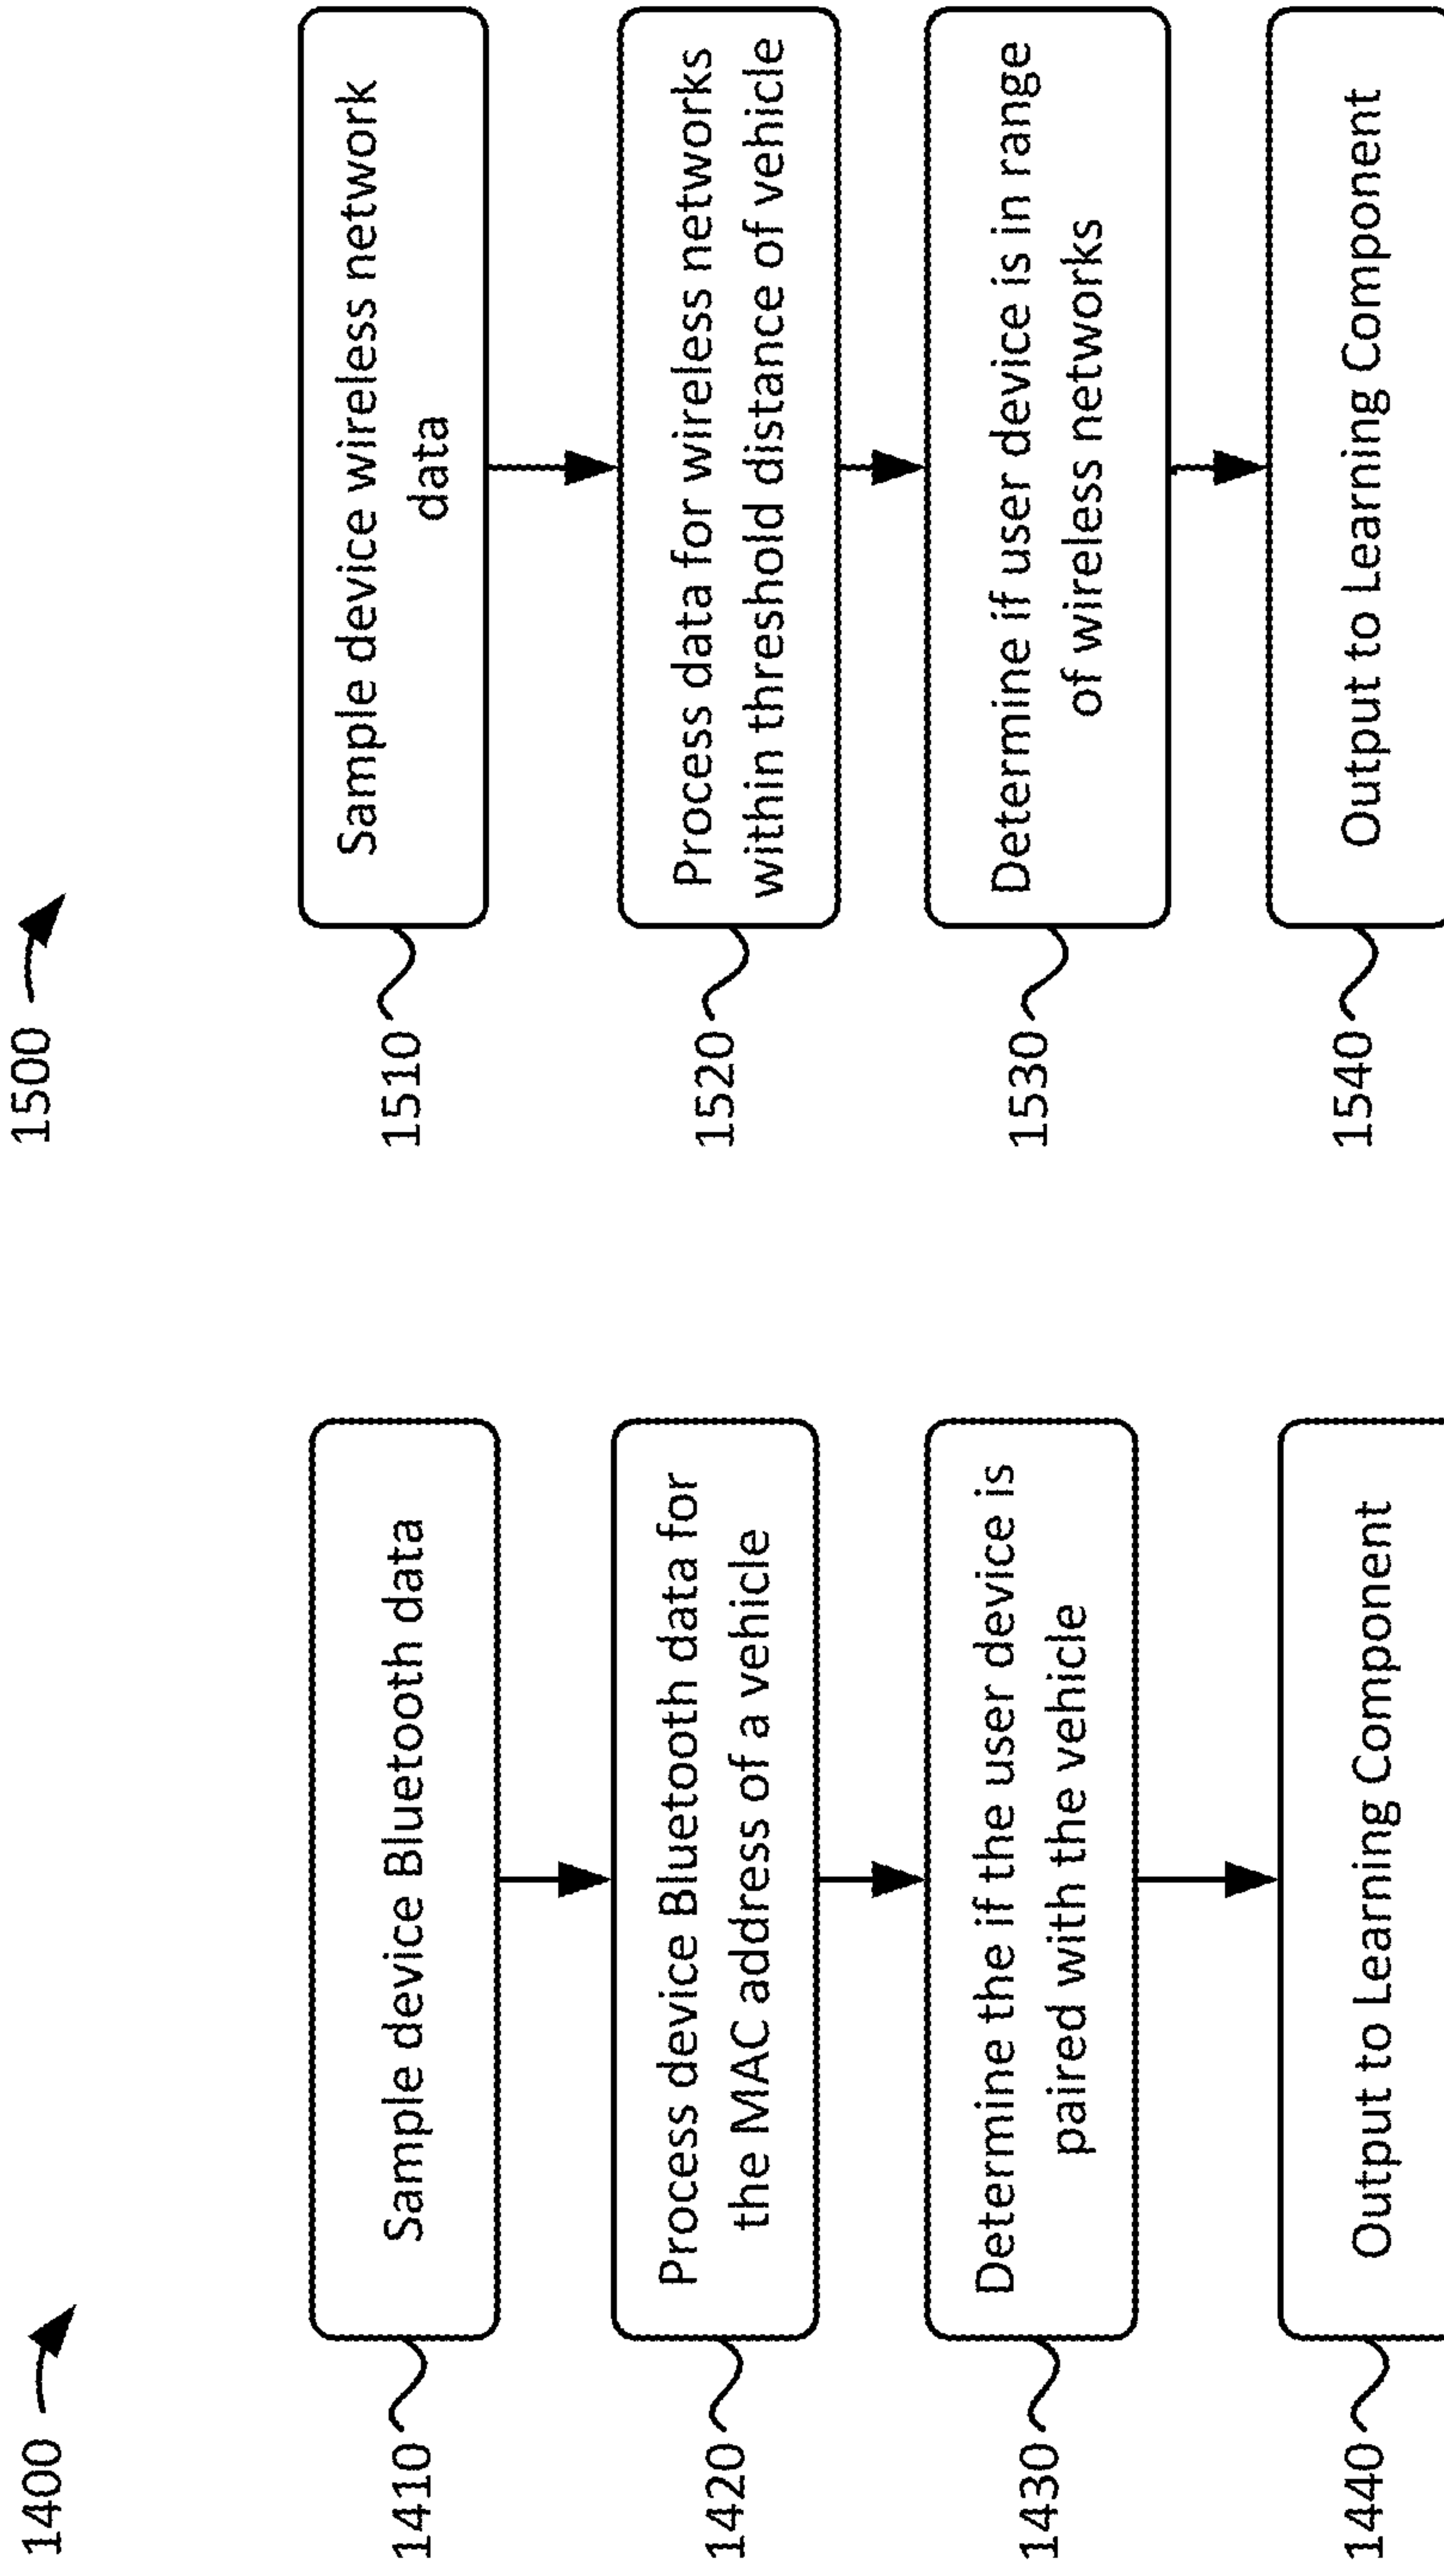 1400
1410
Sample device Bluetooth data
1420
Process device Bluetooth data for
the MAC address of a vehicle
1430
Determine the if the user device is
paired with the vehicle
1440
Output to Learning Component
1500
1510
Sample device wireless network
data
1520
Process data for wireless networks
within threshold distance of vehicle
1530
Determine if user device is in range
of wireless networks
1540
Output to Learning Component